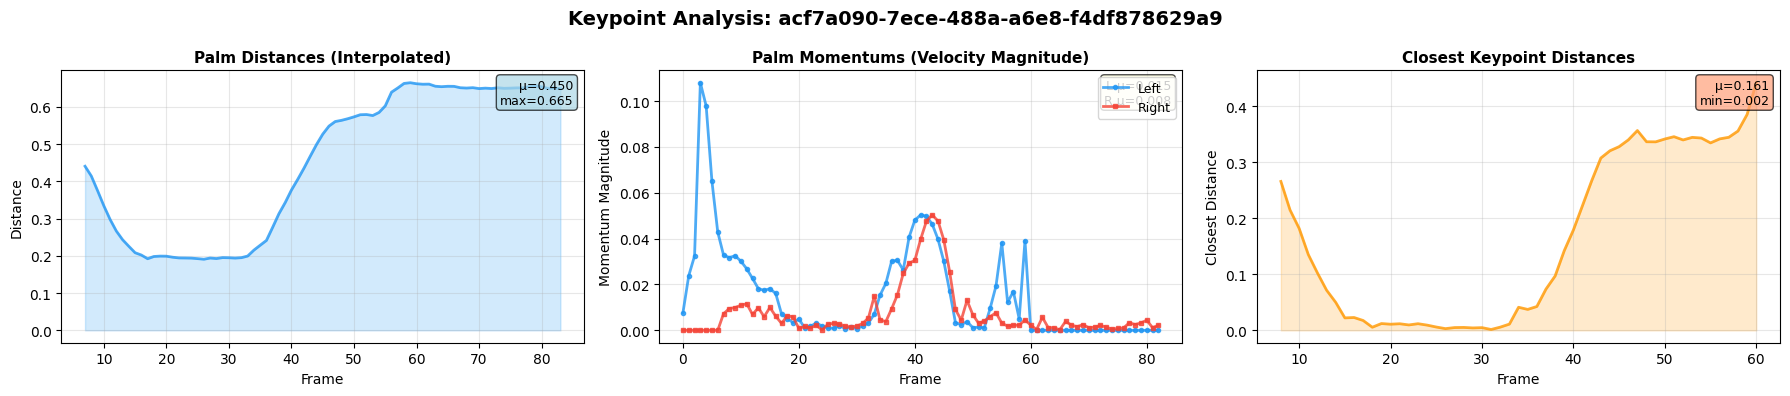 Keypoint Analysis: acf7a090-7ece-488a-a6e8-f4df878629a9
Palm Distances (Interpolated)
μ=0.450
max=0.665
Distance
0.6
0.5
0.4
0.3
0.2
0.1
0.0
10 20 30 40 50 60 70 80
Frame
Palm Momentums (Velocity Magnitude)
Left
Right
R μ=0.008
Momentum Magnitude
0.10
0.08
0.06
0.04
0.02
0.00
0 20 40 60 80
Frame
Closest Keypoint Distances
μ=0.161
min=0.002
Closest Distance
0.4
0.3
0.2
0.1
0.0
10 20 30 40 50 60
Frame